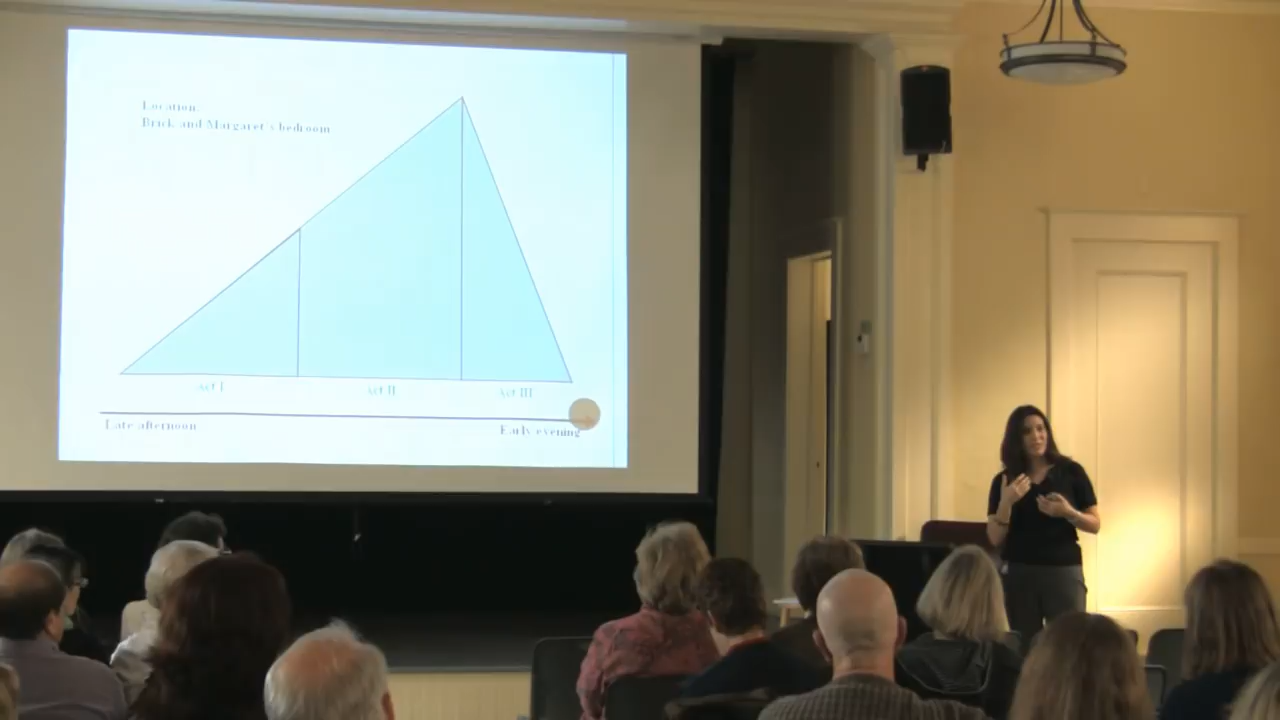 Location:
Brick and Margaret's bedroom
Act I
Act II
Act III
Late afternoon
Early evening